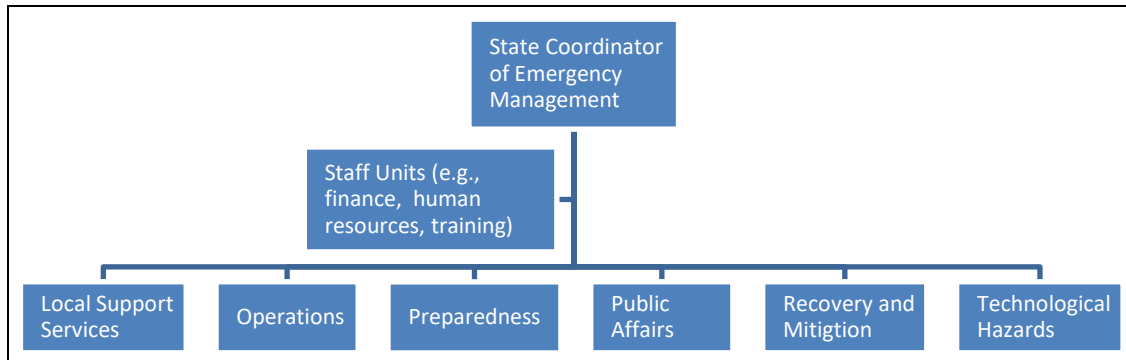 State Coordinator
of Emergency
Management
Staff Units (e.g.,
finance, human
resources, training)
Local Support
Services
Operations
Preparedness
Public
Affairs
Recovery and
Mitigtion
Technological
Hazards